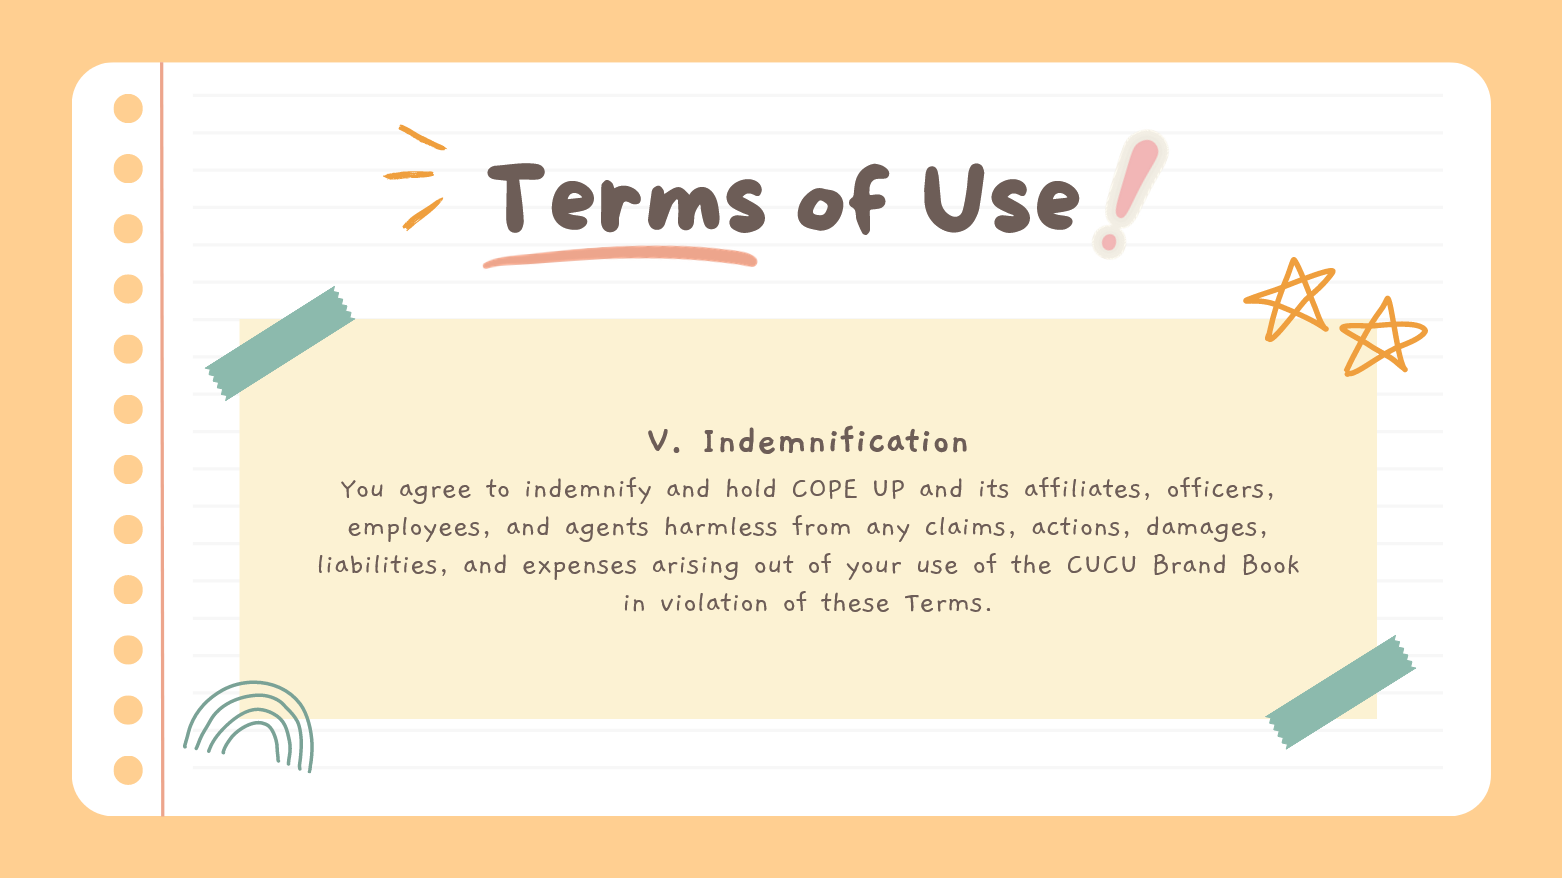 Terms of Use!
V. Indemnification
You agree to indemnify and hold COPE UP and its affiliates, officers,
employees, and agents harmless from any claims, actions, damages,
liabilities, and expenses arising out of your use of the CUCU Brand Book
in violation of these Terms.